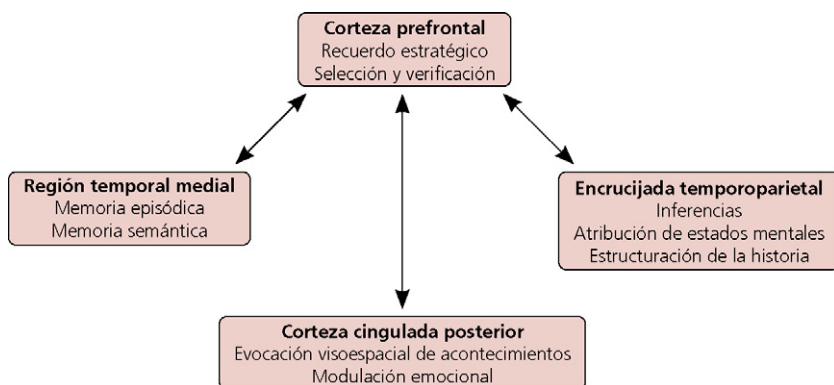 Corteza prefrontal
Recuerdo estratégico
Selección y verificación
Región temporal medial
Memoria episódica
Memoria semántica
Encrucijada temporoparietal
Inferencias
Atribución de estados mentales
Estructuración de la historia
Corteza cingulada posterior
Evocación visoespacial de acontecimientos
Modulación emocional